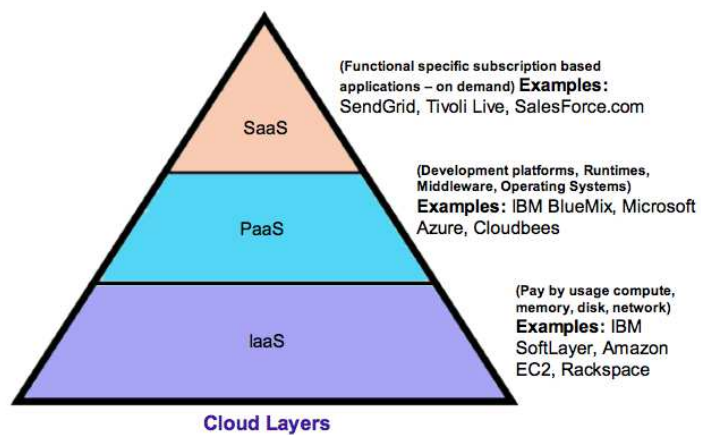 (Functional specific subscription based
applications – on demand) Examples:
SendGrid, Tivoli Live, SalesForce.com
SaaS
(Development platforms, Runtimes,
Middleware, Operating Systems)
Examples: IBM BlueMix, Microsoft
Azure, Cloudbees
PaaS
(Pay by usage compute,
memory, disk, network)
Examples: IBM
SoftLayer, Amazon
EC2, Rackspace
IaaS
Cloud Layers